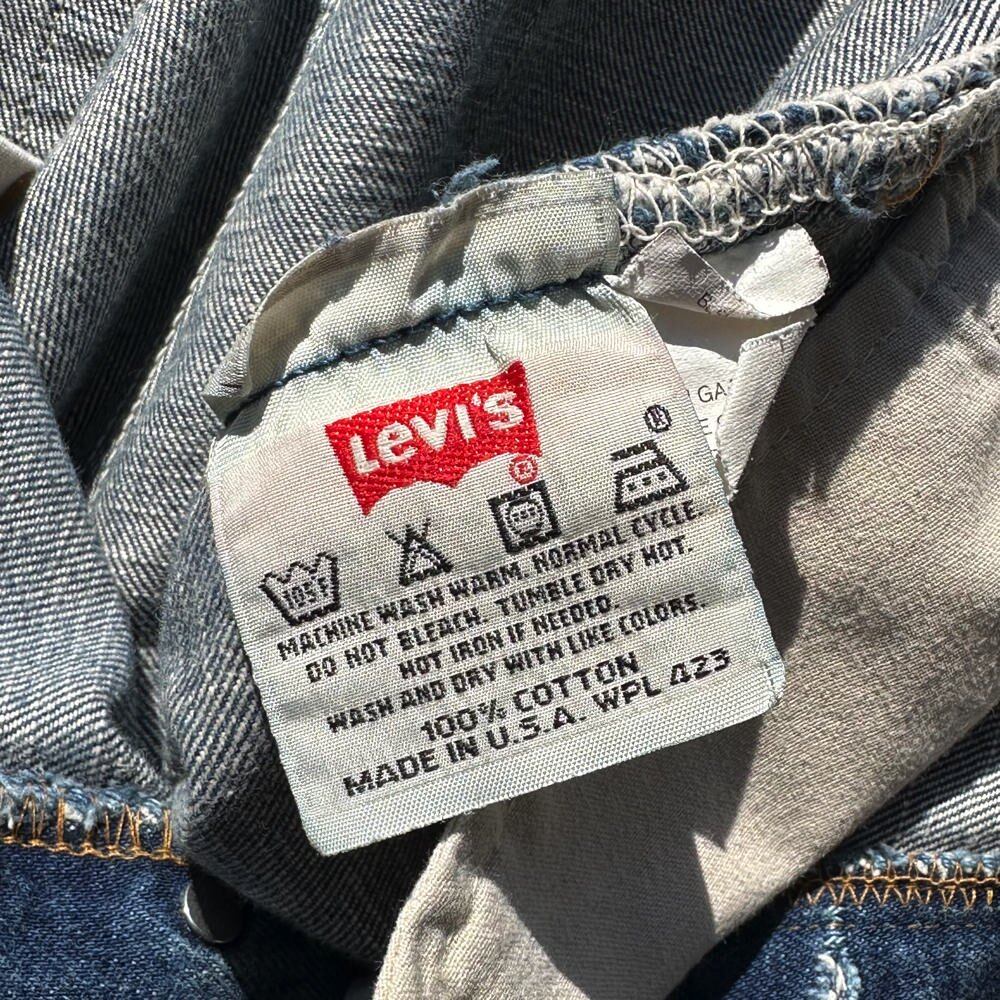 LEVI'S
105°
MACHINE WASH WARM. NORMAL CYCLE.
DO NOT BLEACH. TUMBLE DRY HOT.
HOT IRON IF NEEDED.
WASH AND DRY WITH LIKE COLORS.
100% COTTON
MADE IN U.S.A. WPL 423
GA